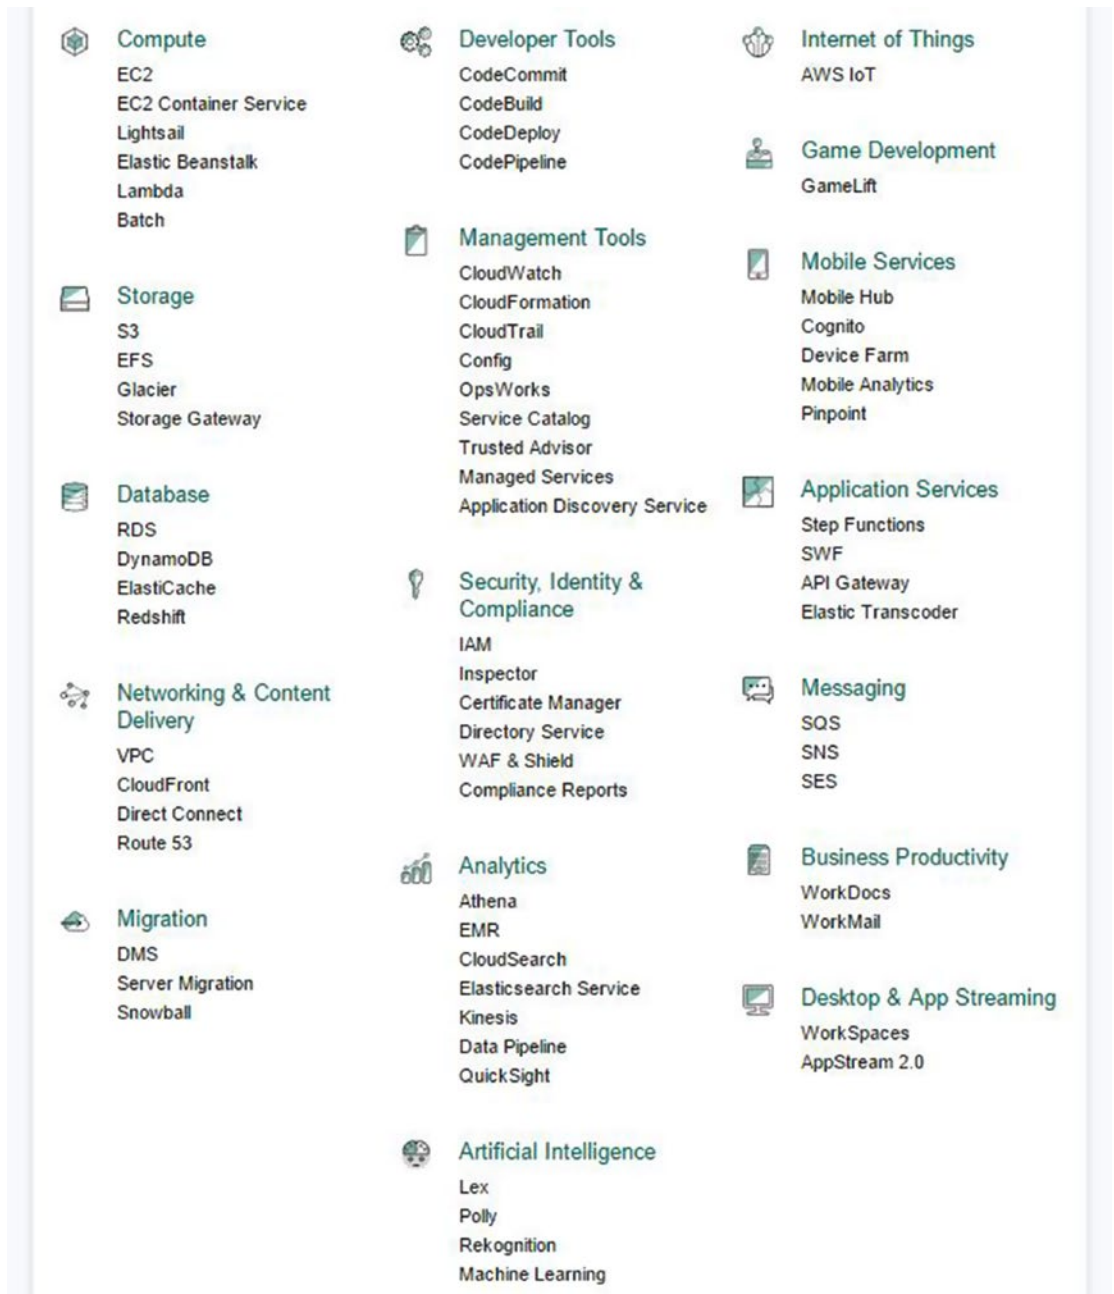 Compute
EC2
EC2 Container Service
Lightsail
Elastic Beanstalk
Lambda
Batch
Storage
S3
EFS
Glacier
Storage Gateway
Database
RDS
DynamoDB
ElastiCache
Redshift
Networking & Content
Delivery
VPC
CloudFront
Direct Connect
Route 53
Migration
DMS
Server Migration
Snowball
Developer Tools
CodeCommit
CodeBuild
CodeDeploy
CodePipeline
Management Tools
CloudWatch
CloudFormation
CloudTrail
Config
OpsWorks
Service Catalog
Trusted Advisor
Managed Services
Application Discovery Service
Security, Identity &
Compliance
IAM
Inspector
Certificate Manager
Directory Service
WAF & Shield
Compliance Reports
Analytics
Athena
EMR
CloudSearch
Elasticsearch Service
Kinesis
Data Pipeline
QuickSight
Artificial Intelligence
Lex
Polly
Rekognition
Machine Learning
Internet of Things
AWS IoT
Game Development
GameLift
Mobile Services
Mobile Hub
Cognito
Device Farm
Mobile Analytics
Pinpoint
Application Services
Step Functions
SWF
API Gateway
Elastic Transcoder
Messaging
SQS
SNS
SES
Business Productivity
WorkDocs
WorkMail
Desktop & App Streaming
WorkSpaces
AppStream 2.0